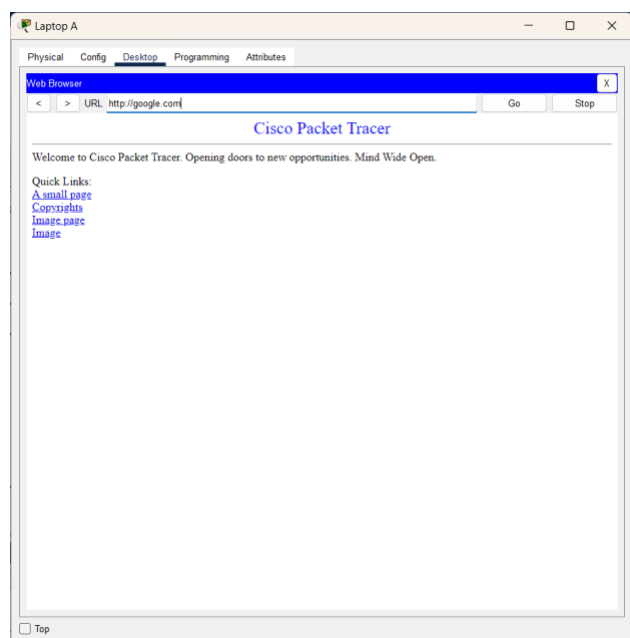 Laptop A
Physical Config Desktop Programming Attributes
Web Browser X
< > URL http://google.com Go Stop
Cisco Packet Tracer
Welcome to Cisco Packet Tracer. Opening doors to new opportunities. Mind Wide Open.
Quick Links:
A small page
Copyrights
Image page
Image
Top